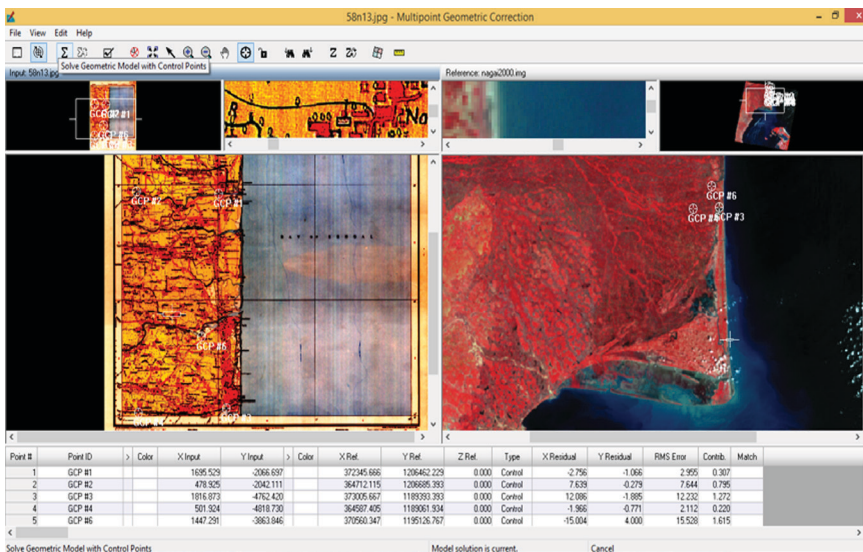 58n13.jpg - Multipoint Geometric Correction
File View Edit Help
Solve Geometric Model with Control Points
Input: 58n13.jpg
Reference: nagai2000.img
GCP #6
GCP #2
GCP #1
GCP #6
GCP #3
GCP #6
GCP #3
Point # Point ID > Color X Input Y Input > Color X Ref. Y Ref. Z Ref. Type X Residual Y Residual RMS Error Contrib. Match
1 GCP #1 1695.529 -2066.697 372345.666 1206462.229 0.000 Control -2.756 -1.066 2.955 0.307
2 GCP #2 478.925 -2042.111 364712.115 1206685.393 0.000 Control 7.639 -0.279 7.644 0.795
3 GCP #3 1816.873 -4762.420 373005.667 1189393.393 0.000 Control 12.086 -1.885 12.232 1.272
4 GCP #4 501.924 -4818.730 364587.405 1189061.934 0.000 Control -1.966 -0.771 2.112 0.220
5 GCP #6 1447.291 -3863.846 370560.347 1195126.767 0.000 Control -15.004 4.000 15.528 1.615
Solve Geometric Model with Control Points Model solution is current. Cancel